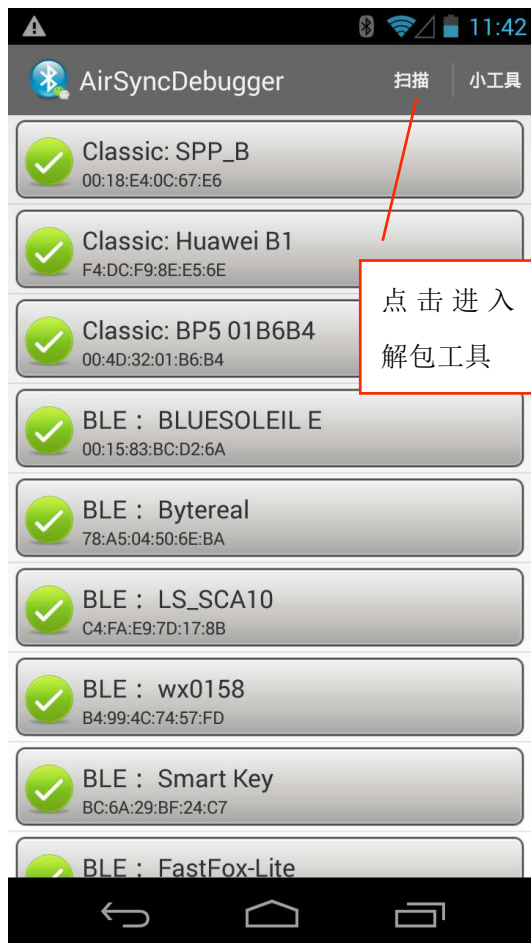 11:42
AirSyncDebugger 扫描 小工具
Classic: SPP_B
00:18:E4:0C:67:E6
Classic: Huawei B1
F4:DC:F9:8E:E5:6E
点击进入
解包工具
Classic: BP5 01B6B4
00:4D:32:01:B6:B4
BLE： BLUESOLEIL E
00:15:83:BC:D2:6A
BLE： Bytereal
78:A5:04:50:6E:BA
BLE： LS_SCA10
C4:FA:E9:7D:17:8B
BLE： wx0158
B4:99:4C:74:57:FD
BLE： Smart Key
BC:6A:29:BF:24:C7
BLE： FastFox-Lite